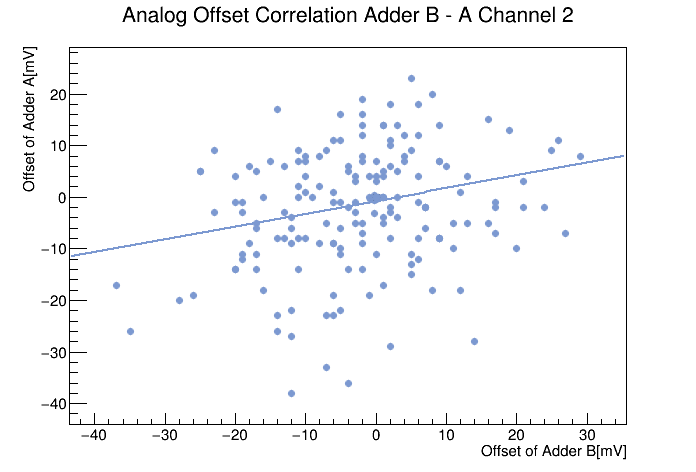 Analog Offset Correlation Adder B - A Channel 2
Offset of Adder A[mV]
20
10
0
−10
−20
−30
−40
−40 −30 −20 −10 0 10 20 30
Offset of Adder B[mV]